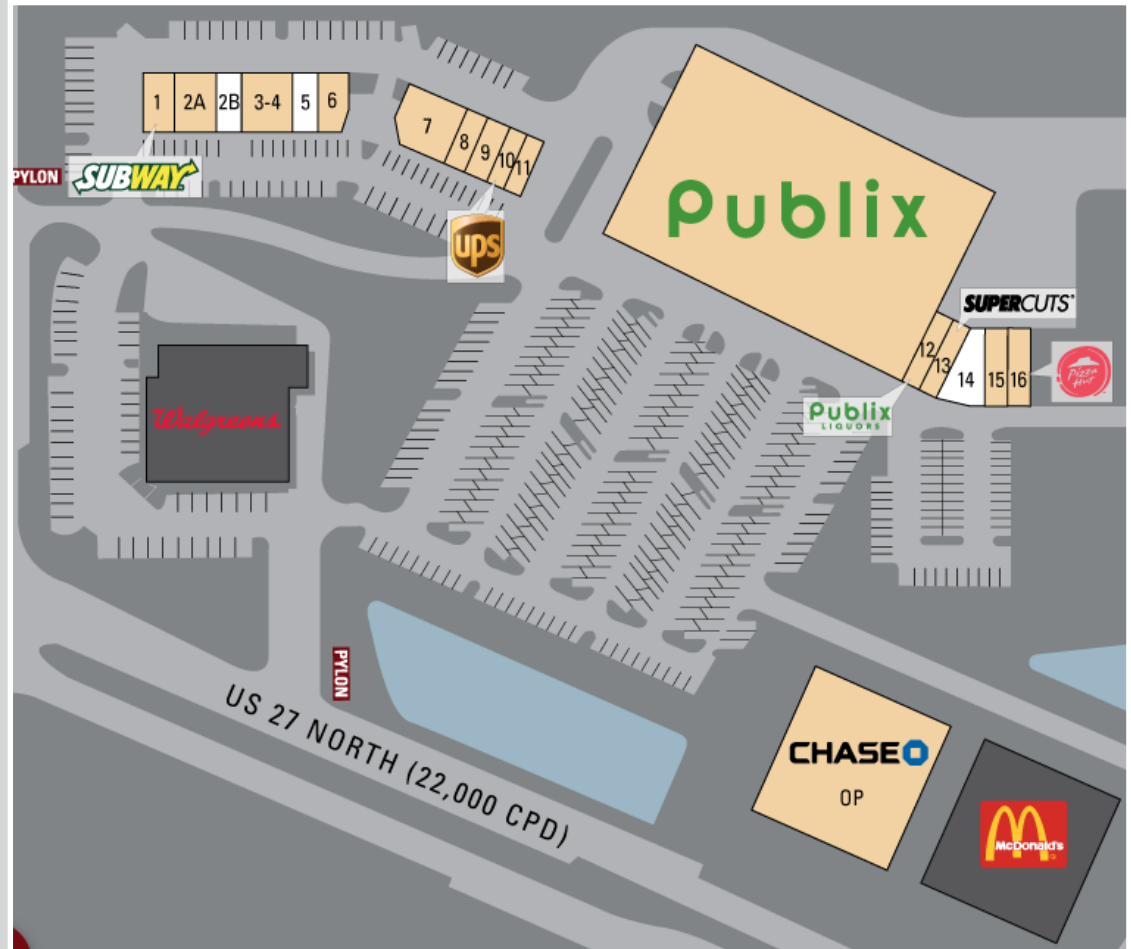 1 2A 2B 3-4 5 6
7 8 9 10 11
PYLON
SUBWAY
ups
Publix
SUPERCUTS
12 13 14 15 16
Pizza
Hut
Publix
LIQUORS
Walgreens
PYLON
US 27 NORTH (22,000 CPD)
CHASE
OP
McDonald's